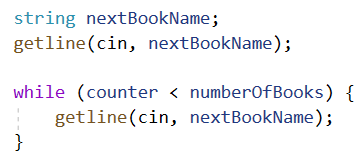 string nextBookName;
getline(cin, nextBookName);
while (counter < numberOfBooks) {
getline(cin, nextBookName);
}